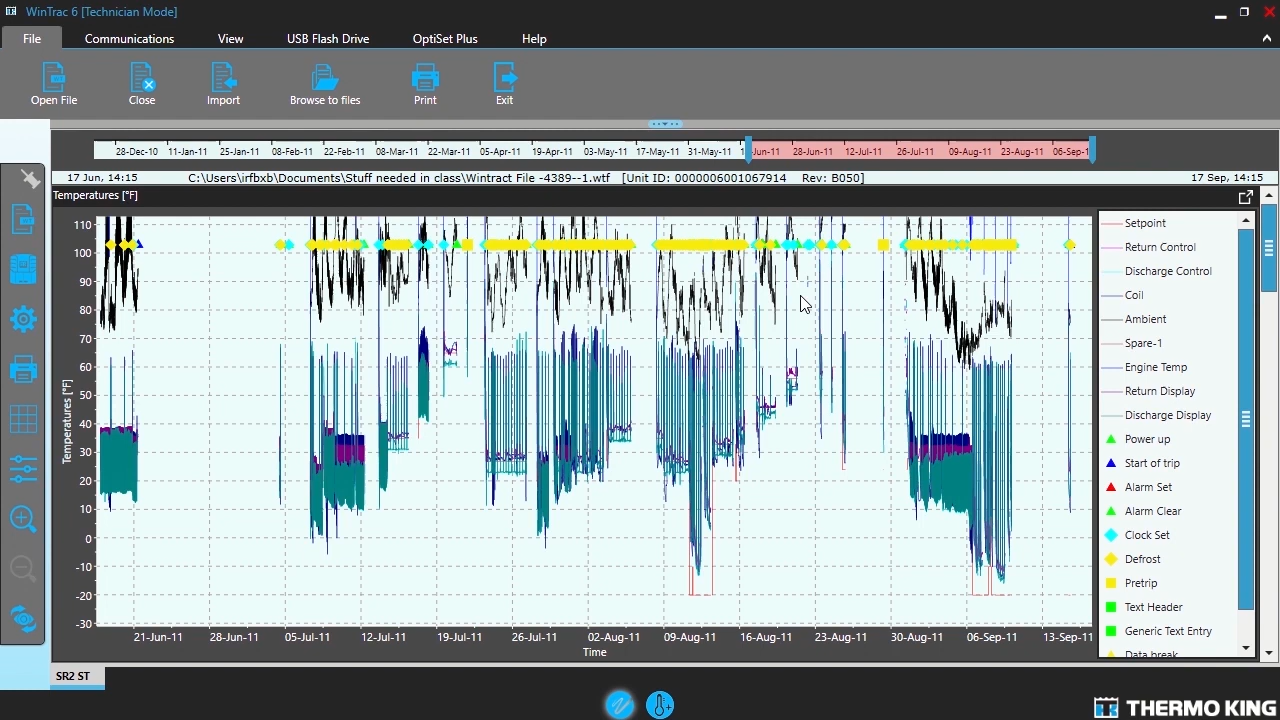 WinTrac 6 [Technician Mode]
File Communications View USB Flash Drive OptiSet Plus Help
Open File Close Import Browse to files Print Exit
28-Dec-10 11-Jan-11 25-Jan-11 08-Feb-11 22-Feb-11 08-Mar-11 22-Mar-11 05-Apr-11 19-Apr-11 03-May-11 17-May-11 31-May-11 -Jun-11 28-Jun-11 12-Jul-11 26-Jul-11 09-Aug-11 23-Aug-11 06-Sep-1
17 Jun, 14:15 C:\Users\irfbxb\Documents\Stuff needed in class\Wintract File -4389--1.wtf [Unit ID: 0000006001067914 Rev: B050] 17 Sep, 14:15
Temperatures [°F]
Temperatures [°F]
110
100
90
80
70
60
50
40
30
20
10
0
-10
-20
-30
21-Jun-11 28-Jun-11 05-Jul-11 12-Jul-11 19-Jul-11 26-Jul-11 02-Aug-11 09-Aug-11 16-Aug-11 23-Aug-11 30-Aug-11 06-Sep-11 13-Sep-11
Time
Setpoint
Return Control
Discharge Control
Coil
Ambient
Spare-1
Engine Temp
Return Display
Discharge Display
Power up
Start of trip
Alarm Set
Alarm Clear
Clock Set
Defrost
Pretrip
Text Header
Generic Text Entry
Data break
SR2 ST
THERMO KING